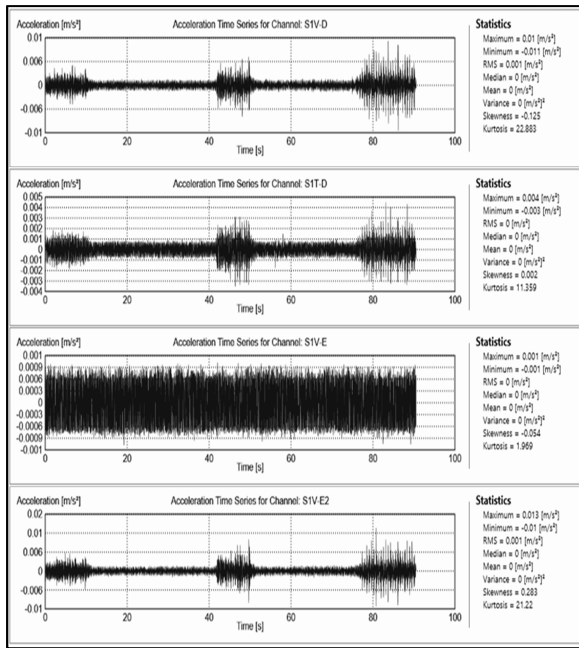 Acceleration [m/s²] Acceleration Time Series for Channel: S1V-D
0.01
0.006
0
-0.006
-0.01
0 20 40 60 80 100
Time [s]
Statistics
Maximum = 0.01 [m/s²]
Minimum = -0.011 [m/s²]
RMS = 0.001 [m/s²]
Median = 0 [m/s²]
Mean = 0 [m/s²]
Variance = 0 [m/s²]²
Skewness = -0.125
Kurtosis = 22.883
Acceleration [m/s²] Acceleration Time Series for Channel: S1T-D
0.005
0.004
0.003
0.002
0.001
0
-0.001
-0.002
-0.003
-0.004
0 20 40 60 80 100
Time [s]
Statistics
Maximum = 0.004 [m/s²]
Minimum = -0.003 [m/s²]
RMS = 0 [m/s²]
Median = 0 [m/s²]
Mean = 0 [m/s²]
Variance = 0 [m/s²]²
Skewness = 0.002
Kurtosis = 11.359
Acceleration [m/s²] Acceleration Time Series for Channel: S1V-E
0.001
0.0009
0.0006
0.0003
0
-0.0003
-0.0006
-0.0009
-0.001
0 20 40 60 80 100
Time [s]
Statistics
Maximum = 0.001 [m/s²]
Minimum = -0.001 [m/s²]
RMS = 0 [m/s²]
Median = 0 [m/s²]
Mean = 0 [m/s²]
Variance = 0 [m/s²]²
Skewness = -0.054
Kurtosis = 1.969
Acceleration [m/s²] Acceleration Time Series for Channel: S1V-E2
0.02
0.006
0
-0.006
-0.01
0 20 40 60 80 100
Time [s]
Statistics
Maximum = 0.013 [m/s²]
Minimum = -0.01 [m/s²]
RMS = 0.001 [m/s²]
Median = 0 [m/s²]
Mean = 0 [m/s²]
Variance = 0 [m/s²]²
Skewness = 0.283
Kurtosis = 21.22